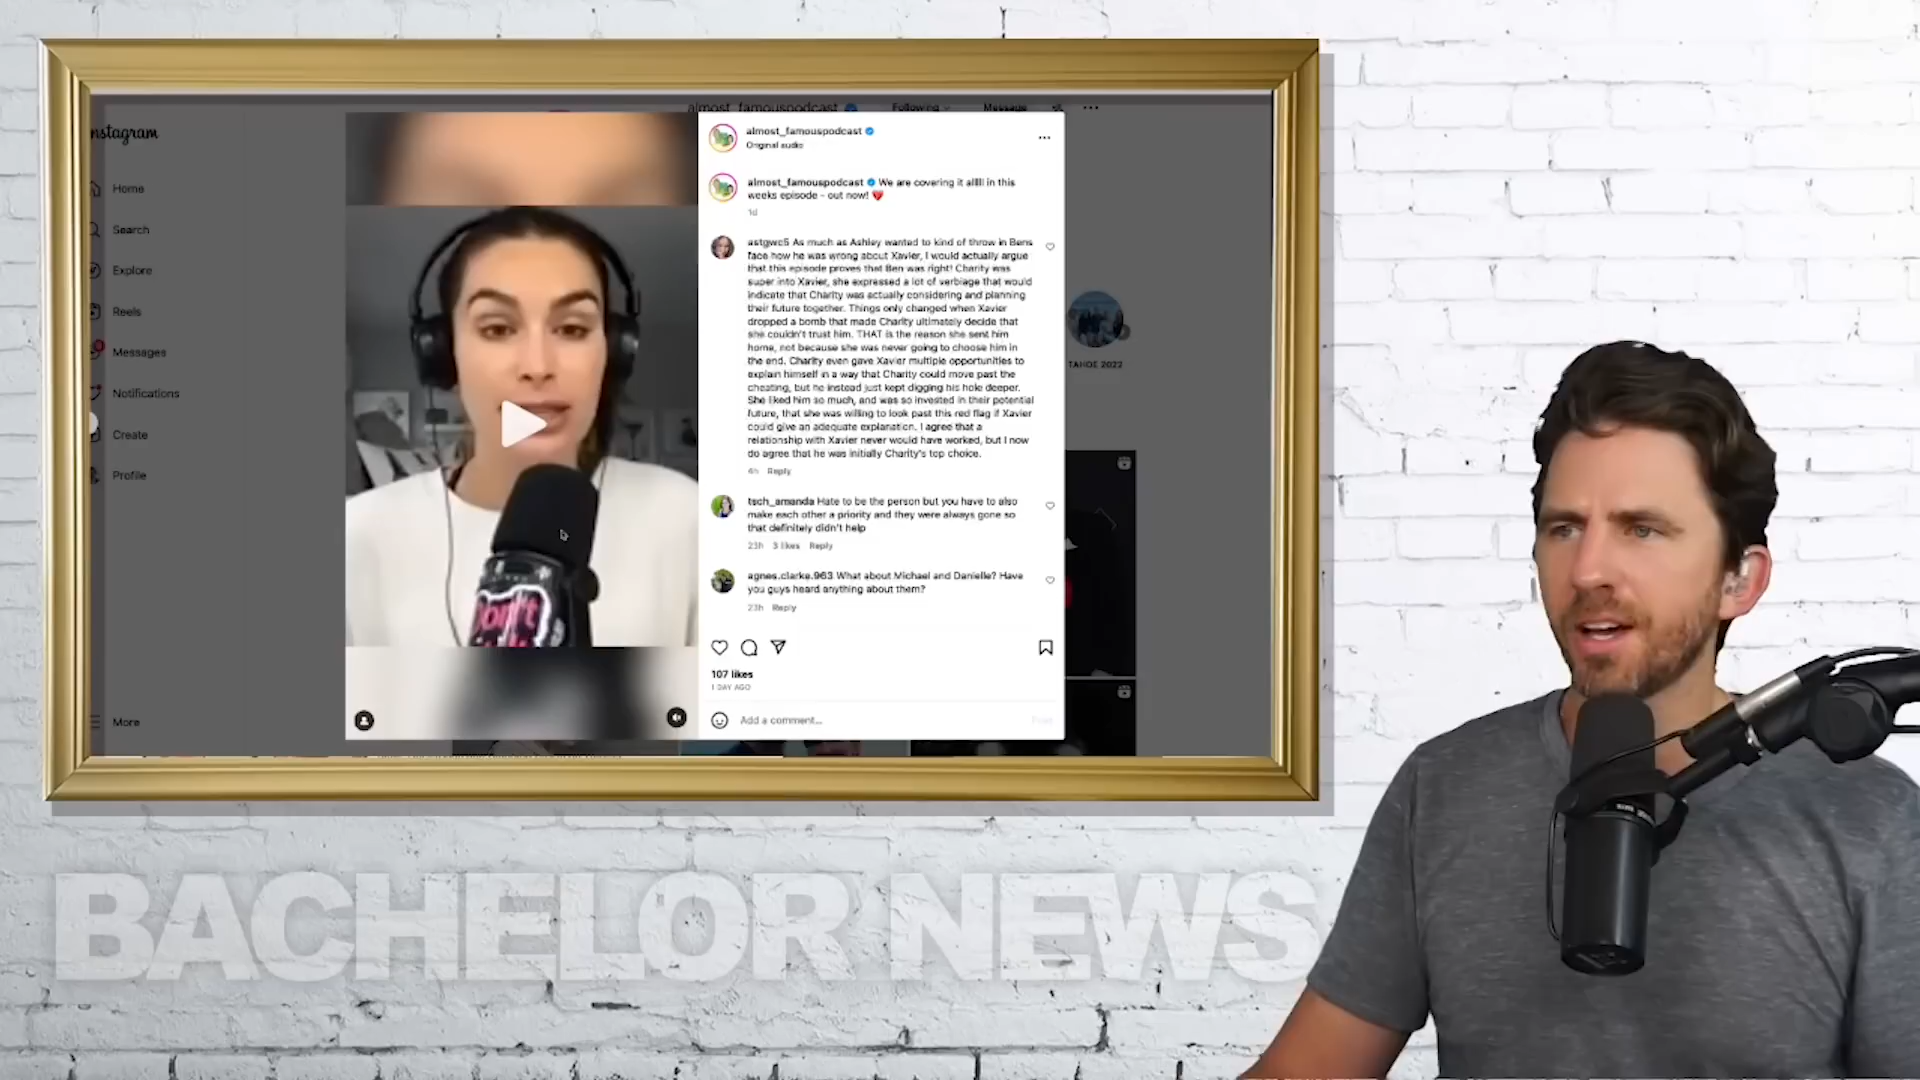 almost_famouspodcast Following Message
Instagram
Home
Search
Explore
Reels
Messages
Notifications
Create
Profile
More
almost_famouspodcast
Original audio
almost_famouspodcast We are covering it allll in this
weeks episode - out now!
1d
astgwc5 As much as Ashley wanted to kind of throw in Bens
face how he was wrong about Xavier, I would actually argue
that this episode proves that Ben was right! Charity was
super into Xavier, she expressed a lot of verbiage that would
indicate that Charity was actually considering and planning
their future together. Things only changed when Xavier
dropped a bomb that made Charity ultimately decide that
she couldn't trust him. THAT is the reason she sent him
home, not because she was never going to choose him in
the end. Charity even gave Xavier multiple opportunities to
explain himself in a way that Charity could move past the
cheating, but he instead just kept digging his hole deeper.
She liked him so much, and was so invested in their potential
future, that she was willing to look past this red flag if Xavier
could give an adequate explanation. I agree that a
relationship with Xavier never would have worked, but I now
do agree that he was initially Charity's top choice.
4h Reply
tsch_amanda Hate to be the person but you have to also
make each other a priority and they were always gone so
that definitely didn't help
23h 3 likes Reply
agnes.clarke.963 What about Michael and Danielle? Have
you guys heard anything about them?
23h Reply
107 likes
1 DAY AGO
Add a comment...
Post
TAHOE 2022
Don't
BACHELOR NEWS